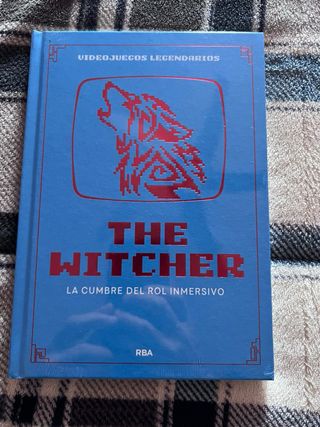 VIDEOJUEGOS LEGENDARIOS
THE
WITCHER
LA CUMBRE DEL ROL INMERSIVO
RBA